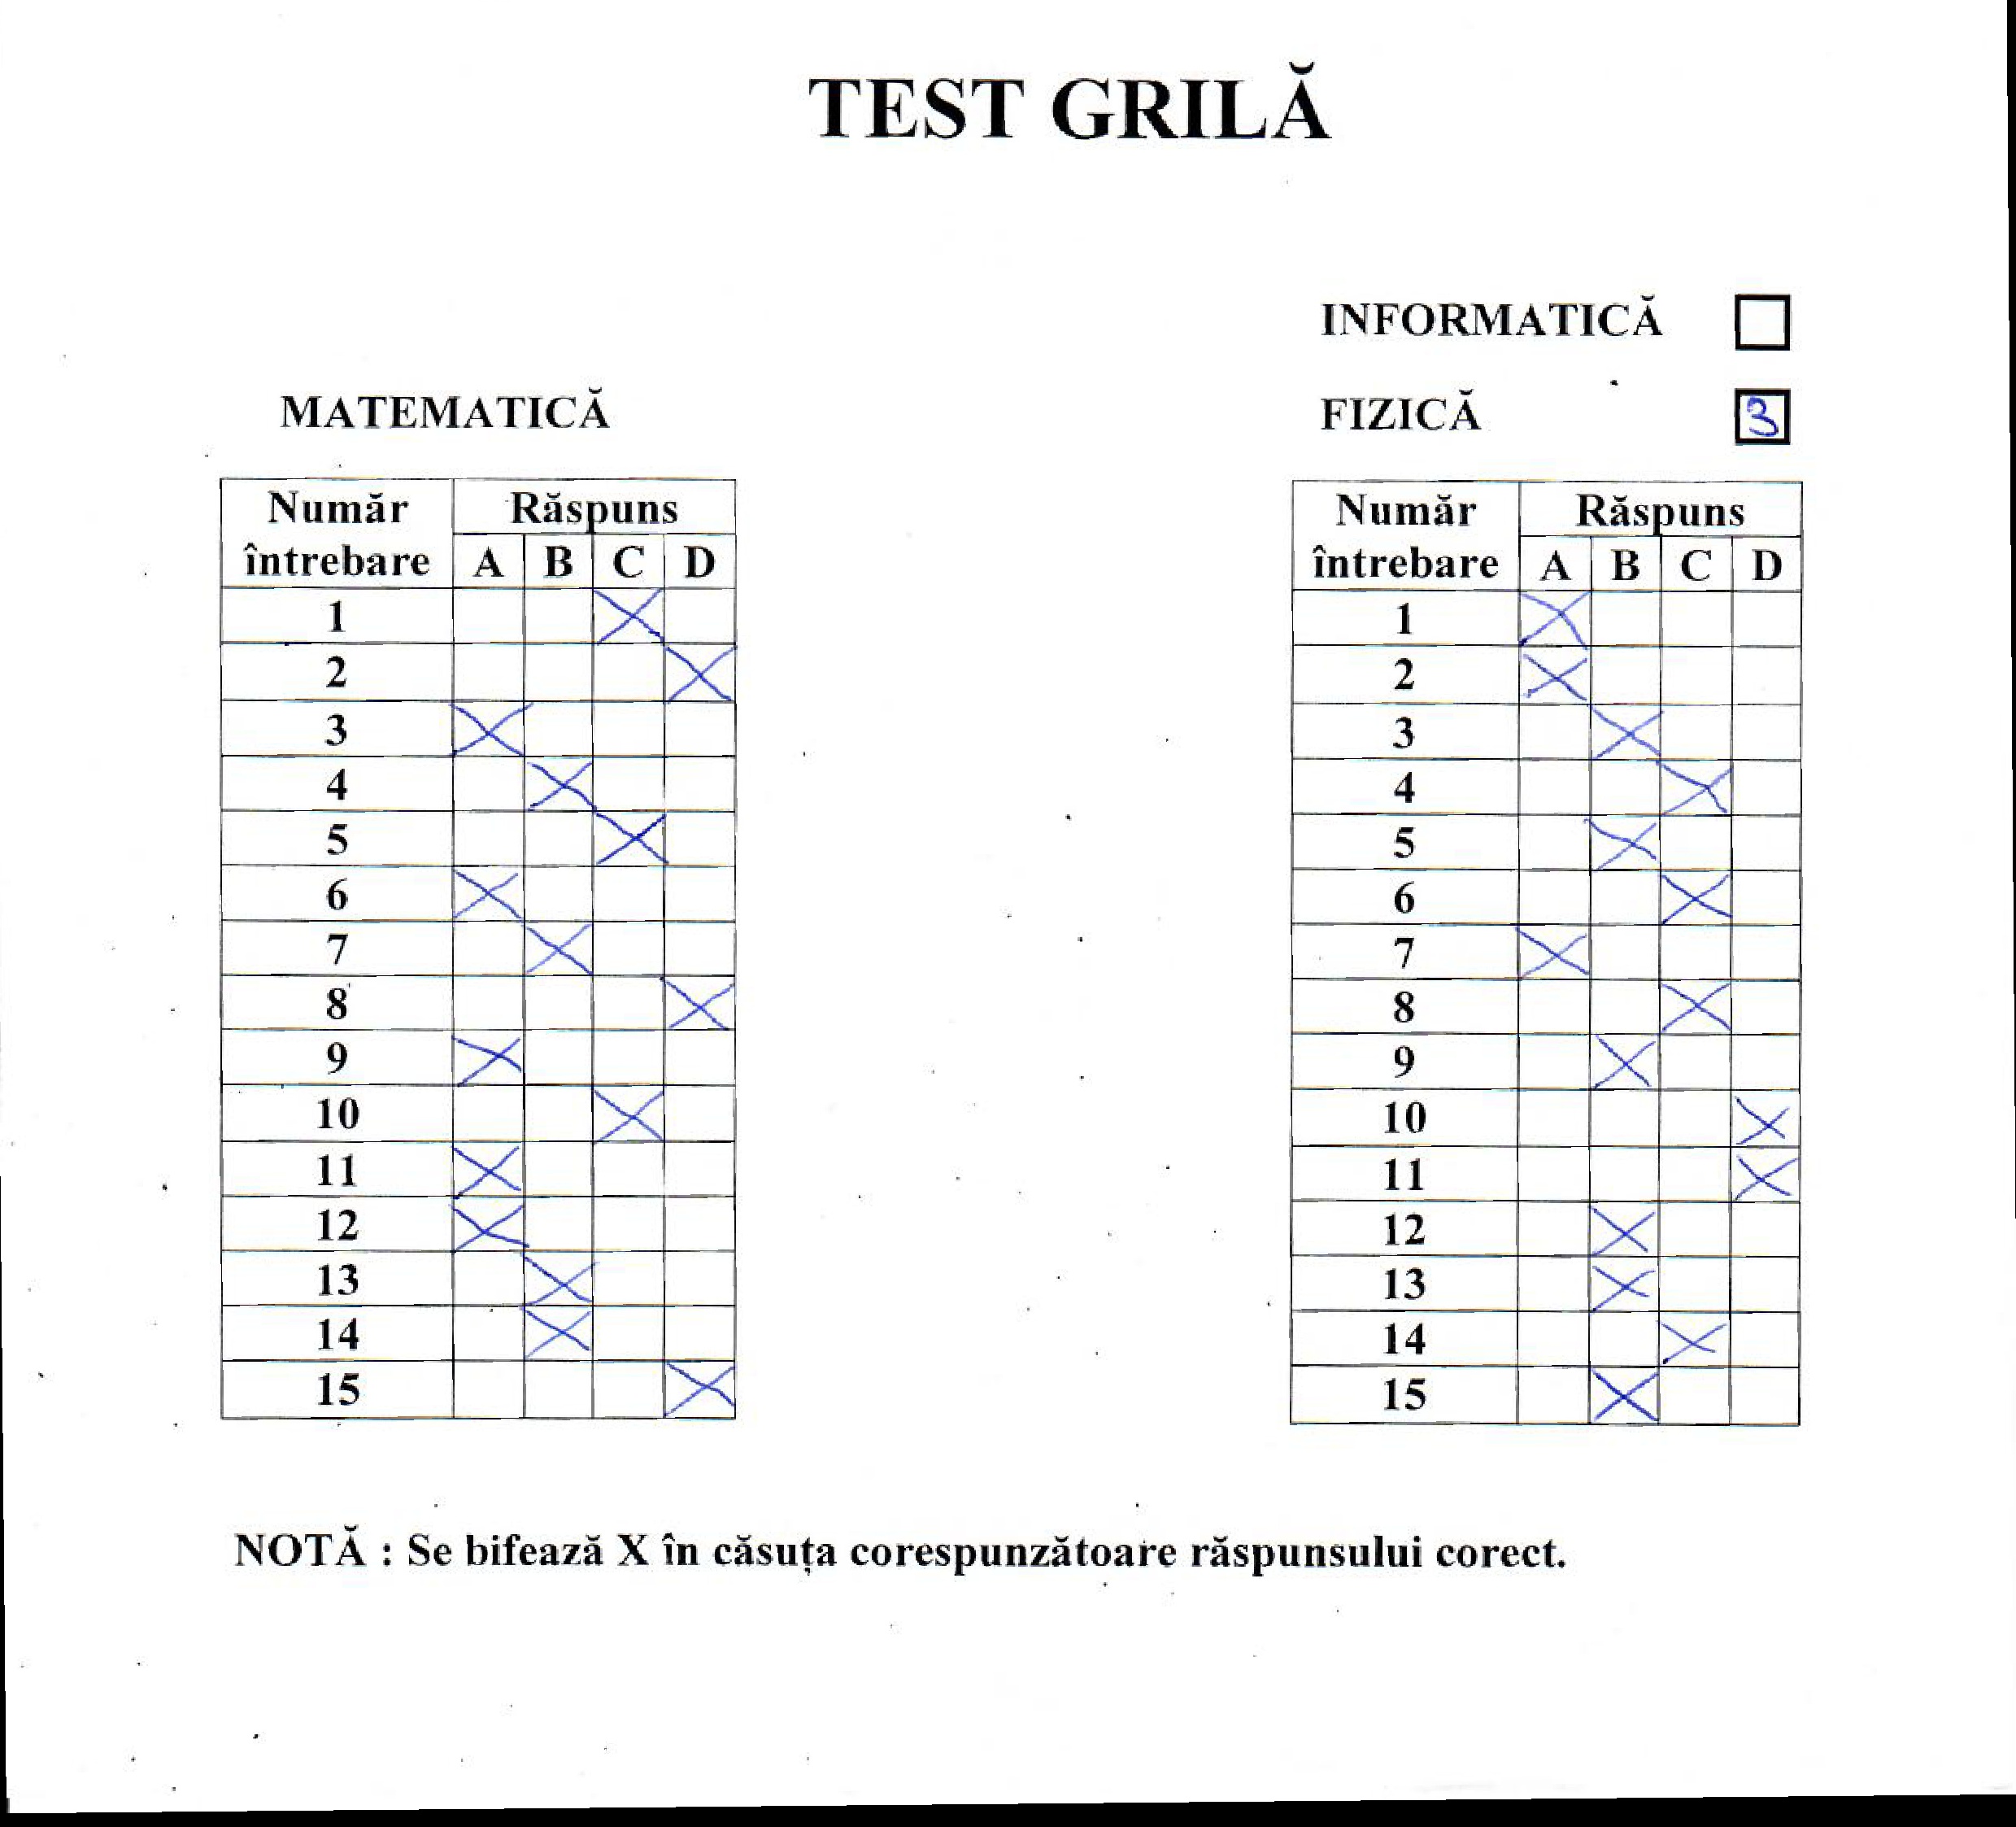 TEST GRILĂ
INFORMATICĂ
MATEMATICĂ
FIZICĂ 3
Număr Răspuns
întrebare A B C D
1 X
2 X
3 X
4 X
5 X
6 X
7 X
8 X
9 X
10 X
11 X
12 X
13 X
14 X
15 X
Număr Răspuns
întrebare A B C D
1 X
2 X
3 X
4 X
5 X
6 X
7 X
8 X
9 X
10 X
11 X
12 X
13 X
14 X
15 X
NOTĂ : Se bifează X în căsuța corespunzătoare răspunsului corect.